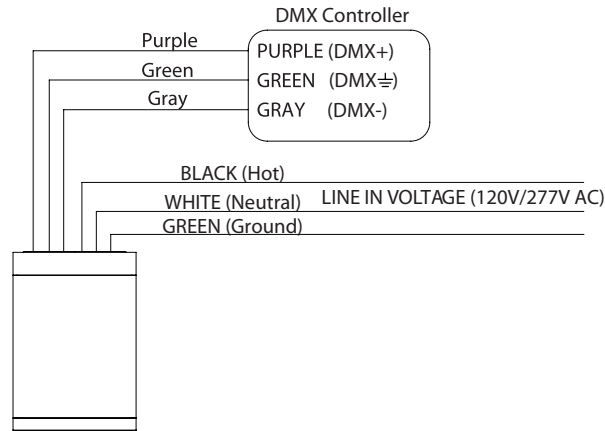 DMX Controller
Purple
PURPLE (DMX+)
Green
GREEN (DMX⏚)
Gray
GRAY (DMX-)
BLACK (Hot)
WHITE (Neutral)
LINE IN VOLTAGE (120V/277V AC)
GREEN (Ground)